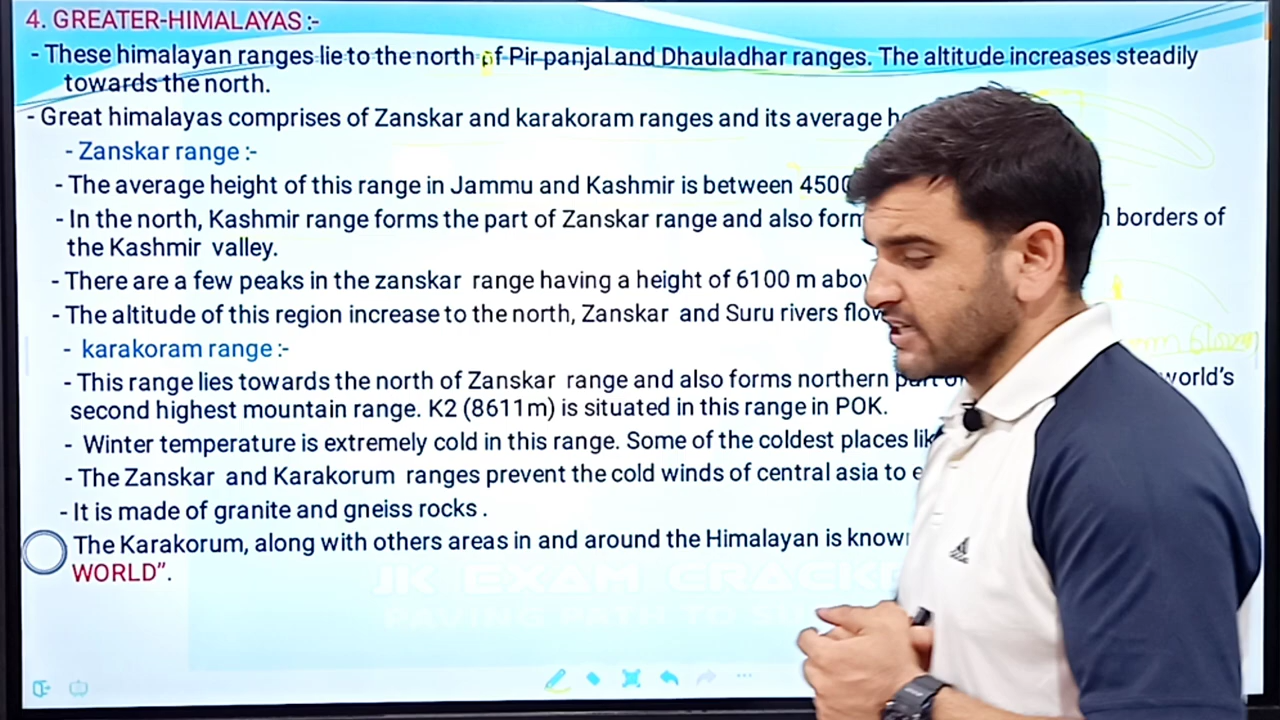 4. GREATER-HIMALAYAS :-
- These himalayan ranges lie to the north of Pir panjal and Dhauladhar ranges. The altitude increases steadily
towards the north.
- Great himalayas comprises of Zanskar and karakoram ranges and its average
- Zanskar range :-
- The average height of this range in Jammu and Kashmir is between 4500
- In the north, Kashmir range forms the part of Zanskar range and also form borders of
the Kashmir valley.
- There are a few peaks in the zanskar range having a height of 6100 m
- The altitude of this region increase to the north, Zanskar and Suru rivers
- karakoram range :-
- This range lies towards the north of Zanskar range and also forms northern world's
second highest mountain range. K2 (8611m) is situated in this range in POK.
- Winter temperature is extremely cold in this range. Some of the coldest places
- The Zanskar and Karakorum ranges prevent the cold winds of central asia to
- It is made of granite and gneiss rocks .
The Karakorum, along with others areas in and around the Himalayan is
WORLD”.
JK EXAM
PAVING PATH TO